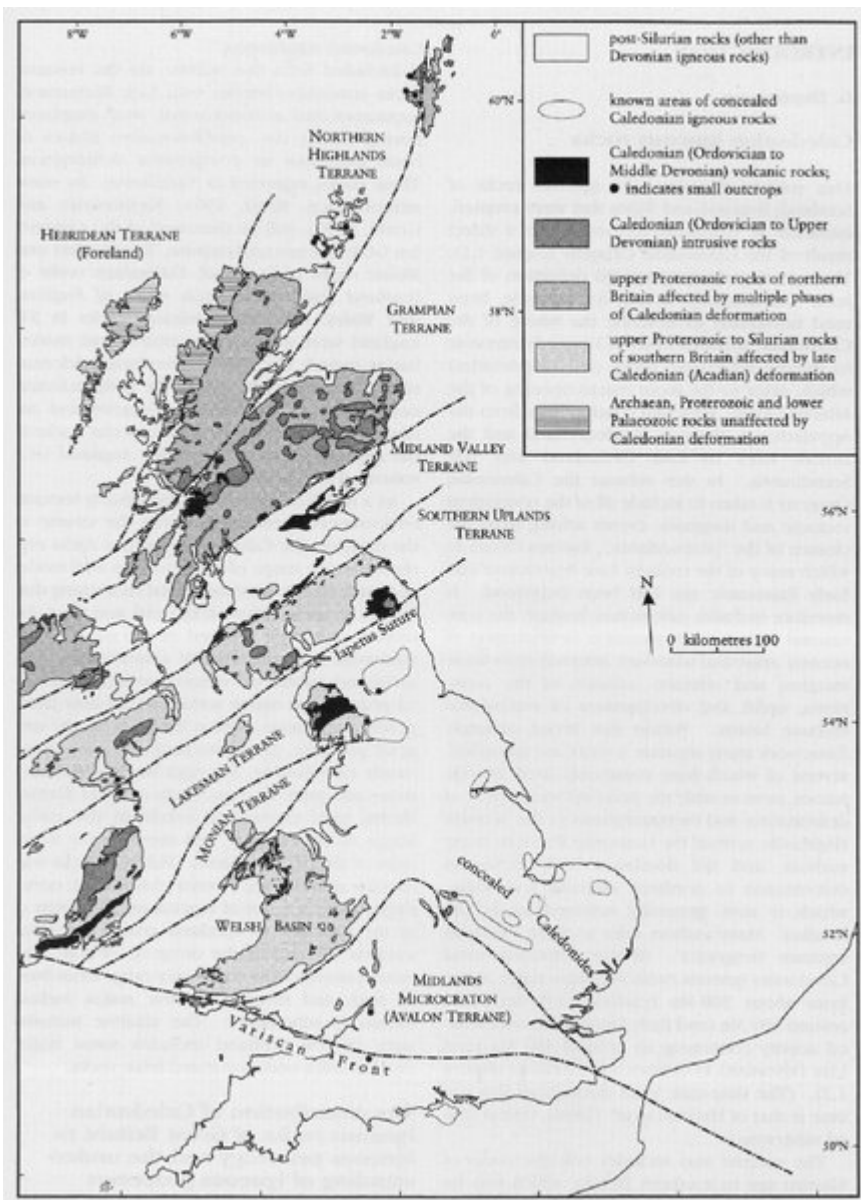 8°W
6°W
4°W
2°W
0°
60°N
NORTHERN
HIGHLANDS
TERRANE
HEBRIDEAN TERRANE
(Foreland)
GRAMPIAN
TERRANE
38°N
MIDLAND VALLEY
TERRANE
56°N
SOUTHERN UPLANDS
TERRANE
N
0 kilometres 100
Iapetus Suture
54°N
LAKESMAN TERRANE
MONIAN TERRANE
concealed
Caledonides
WELSH BASIN
52°N
MIDLANDS
MICROCRATON
(AVALON TERRANE)
Variscan Front
50°N
post-Silurian rocks (other than
Devonian igneous rocks)
known areas of concealed
Caledonian igneous rocks
Caledonian (Ordovician to
Middle Devonian) volcanic rocks;
● indicates small outcrops
Caledonian (Ordovician to Upper
Devonian) intrusive rocks
upper Proterozoic rocks of northern
Britain affected by multiple phases
of Caledonian deformation
upper Proterozoic to Silurian rocks
of southern Britain affected by late
Caledonian (Acadian) deformation
Archaean, Proterozoic and lower
Palaeozoic rocks unaffected by
Caledonian deformation